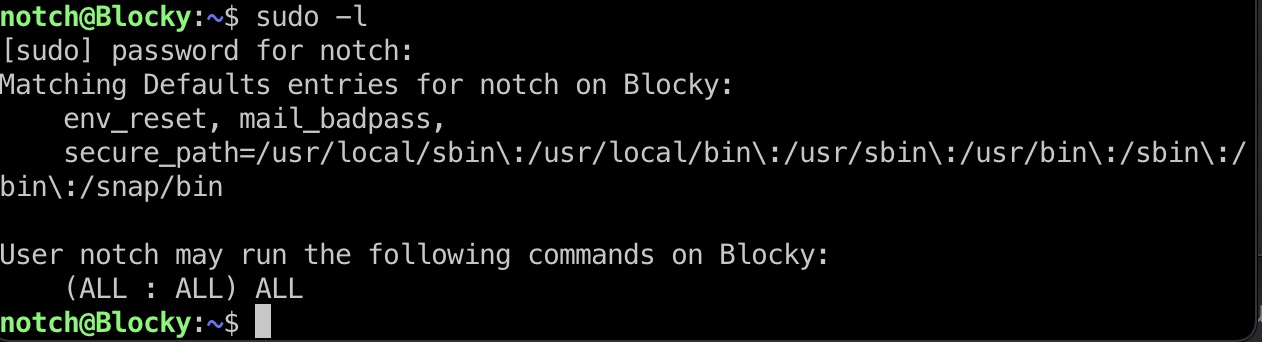 notch@Blocky:~$ sudo -l
[sudo] password for notch:
Matching Defaults entries for notch on Blocky:
    env_reset, mail_badpass,
    secure_path=/usr/local/sbin\:/usr/local/bin\:/usr/sbin\:/usr/bin\:/sbin\:/
bin\:/snap/bin

User notch may run the following commands on Blocky:
    (ALL : ALL) ALL
notch@Blocky:~$